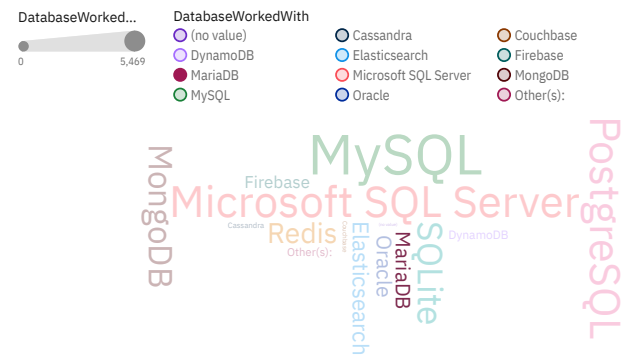 DatabaseWorked...
0
5,469
DatabaseWorkedWith
(no value)
Cassandra
Couchbase
DynamoDB
Elasticsearch
Firebase
MariaDB
Microsoft SQL Server
MongoDB
MySQL
Oracle
Other(s):
MySQL
PostgreSQL
MongoDB
Firebase
Microsoft SQL Server
Cassandra
Redis
Couchbase
Other(s):
Elasticsearch
Oracle
MariaDB
SQLite
DynamoDB